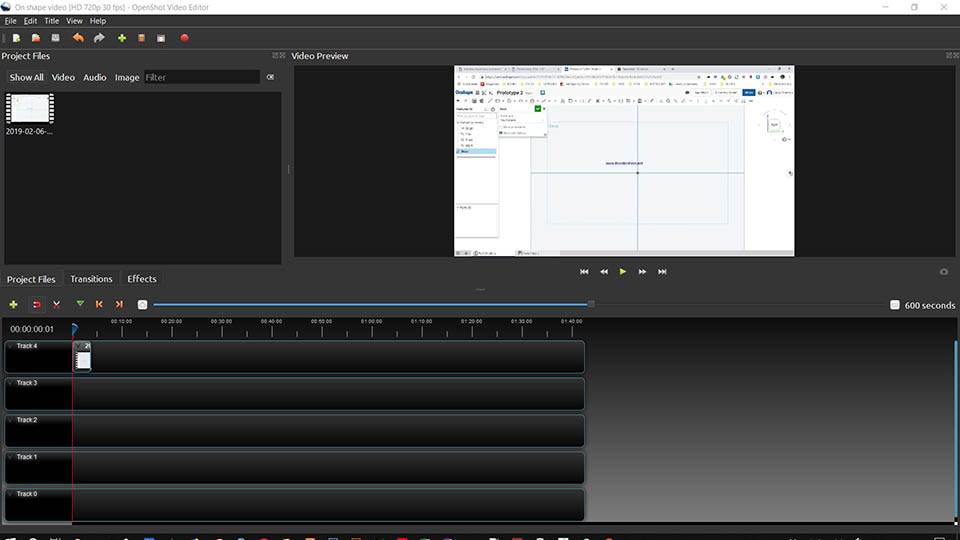 On shape video [HD 720p 30 fps] - OpenShot Video Editor
File Edit Title View Help
Project Files
Video Preview
Show All Video Audio Image Filter
2019-02-06-...
Onshape Prototype 2
Project Files Transitions Effects
600 seconds
00:00:00:01
00:10:00 00:20:00 00:30:00 00:40:00 00:50:00 01:00:00 01:10:00 01:20:00 01:30:00 01:40:00
Track 4
20
Track 3
Track 2
Track 1
Track 0